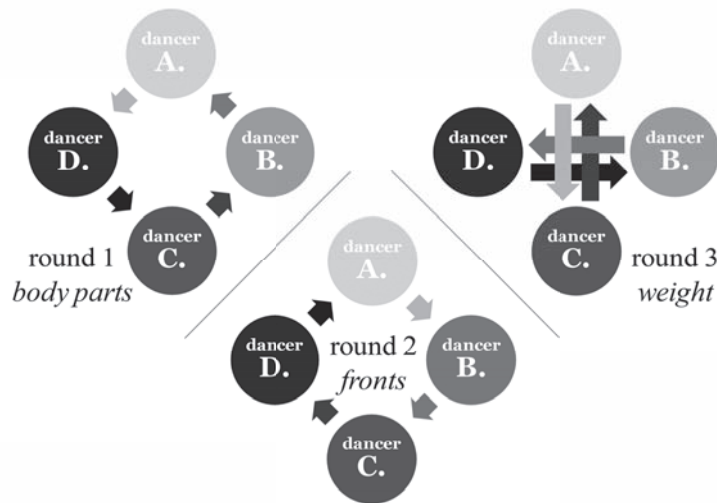 dancer
A.
dancer
D.
dancer
B.
dancer
C.
round 1
body parts
dancer
A.
dancer
D.
dancer
B.
dancer
C.
round 2
fronts
dancer
A.
dancer
D.
dancer
B.
dancer
C.
round 3
weight